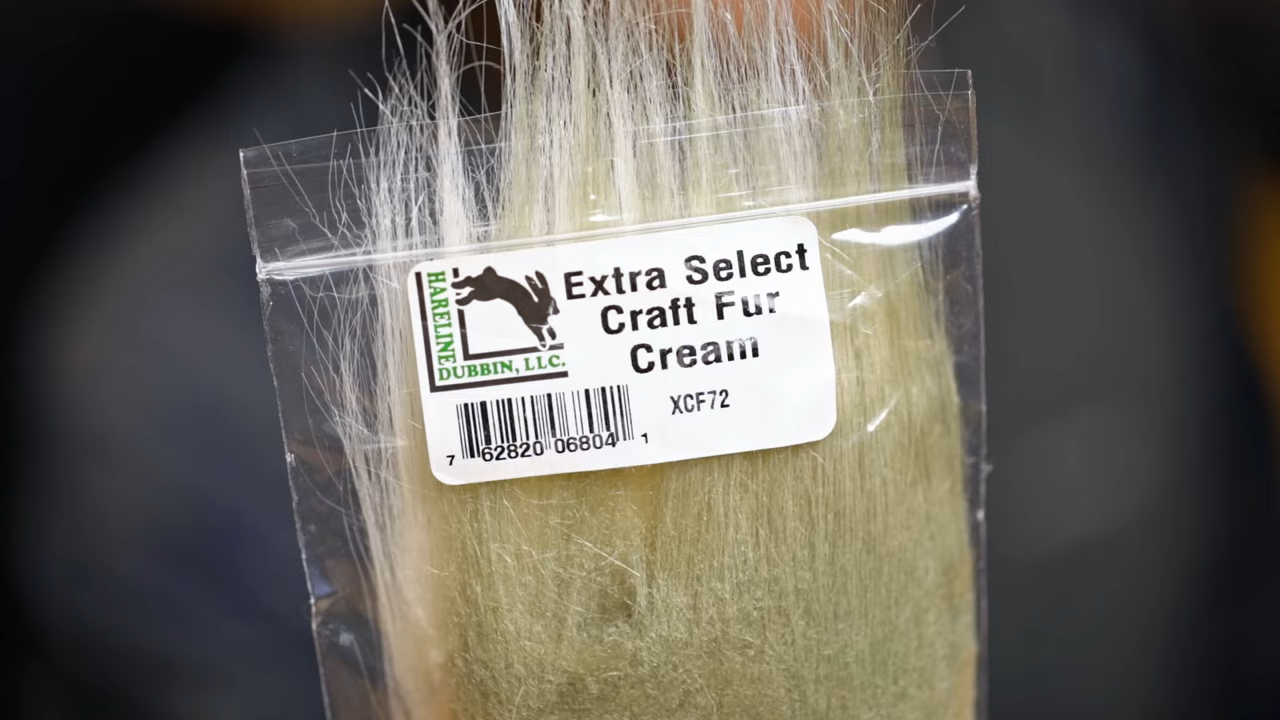 HARELINE
DUBBIN, LLC.
Extra Select
Craft Fur
Cream
XCF72
7 62820 06804 1